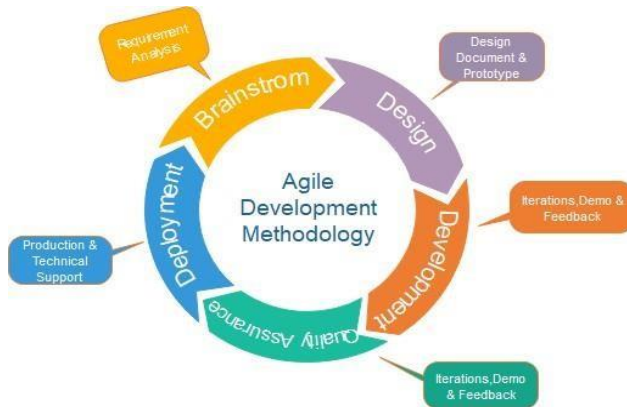 Requirement
Analysis
Brainstrom
Design
Document &
Prototype
Design
Agile
Development
Methodology
Development
Iterations,Demo &
Feedback
Deployment
Production &
Technical
Support
Quality Assurance
Iterations,Demo
& Feedback